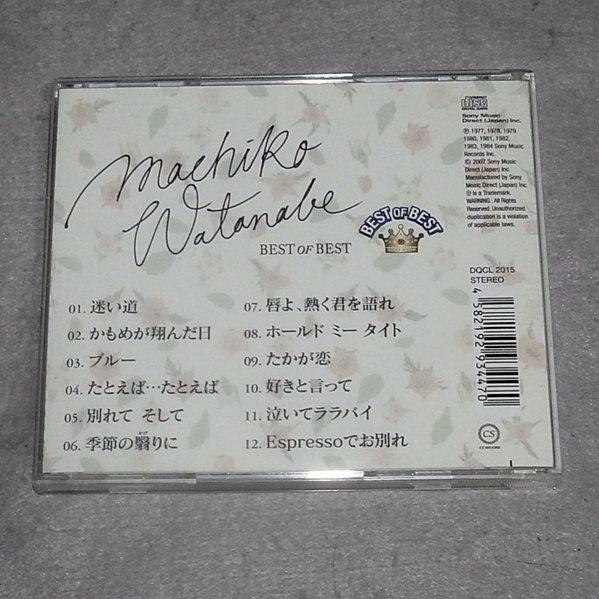 Machiko
Watanabe
BEST OF BEST
BEST OF BEST
01. 迷い道
02. かもめが翔んだ日
03. ブルー
04. たとえば…たとえば
05. 別れて そして
06. 季節の翳りに
かげ
07. 唇よ、熱く君を語れ
08. ホールド ミー タイト
09. たかが恋
10. 好きと言って
11. 泣いてララバイ
12. Espressoでお別れ
Sony Music
Direct (Japan) Inc.
Ⓟ 1977, 1978, 1979
1980, 1981, 1982,
1983, 1984 Sony Music
Records Inc.
© 2007 Sony Music
Direct (Japan) Inc.
Manufactured by Sony
Music Direct (Japan) Inc.
is a Trademark.
WARNING : All Rights
Reserved. Unauthorized
duplication is a violation
of applicable laws.
DQCL 2015
STEREO
4 582192 934470
CS